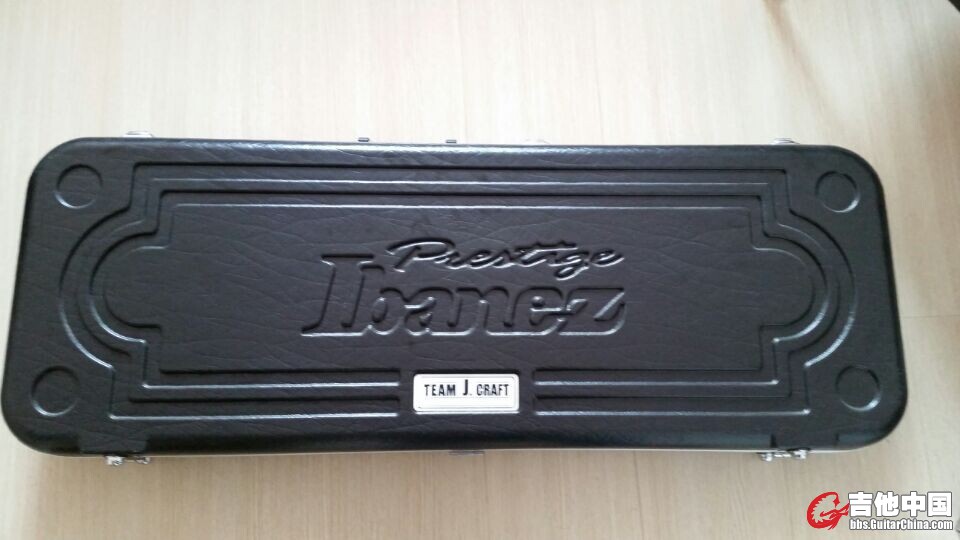 Prestige
Ibanez
TEAM J. CRAFT
吉他中国
bbs.GuitarChina.com